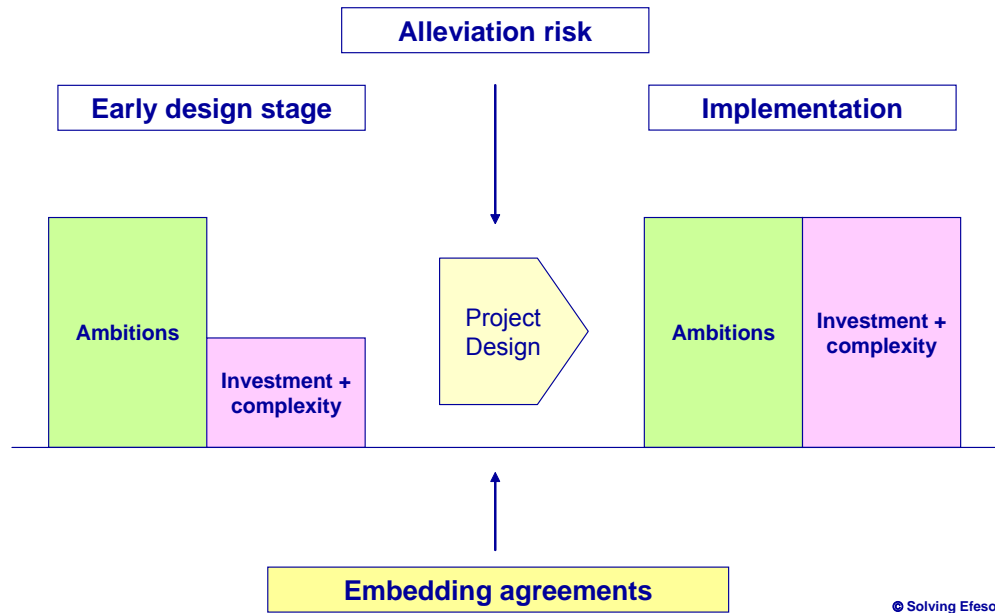 Alleviation risk
Early design stage
Implementation
Ambitions
Investment +
complexity
Project
Design
Ambitions
Investment +
complexity
Embedding agreements
© Solving Efeso